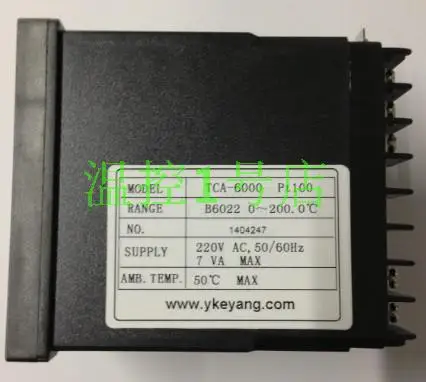 温控1号店
MODEL TCA-6000 Pt100
RANGE B6022 0～200.0℃
NO. 1404247
SUPPLY 220V AC,50/60Hz
7 VA MAX
AMB.TEMP. 50℃ MAX
www.ykeyang.com